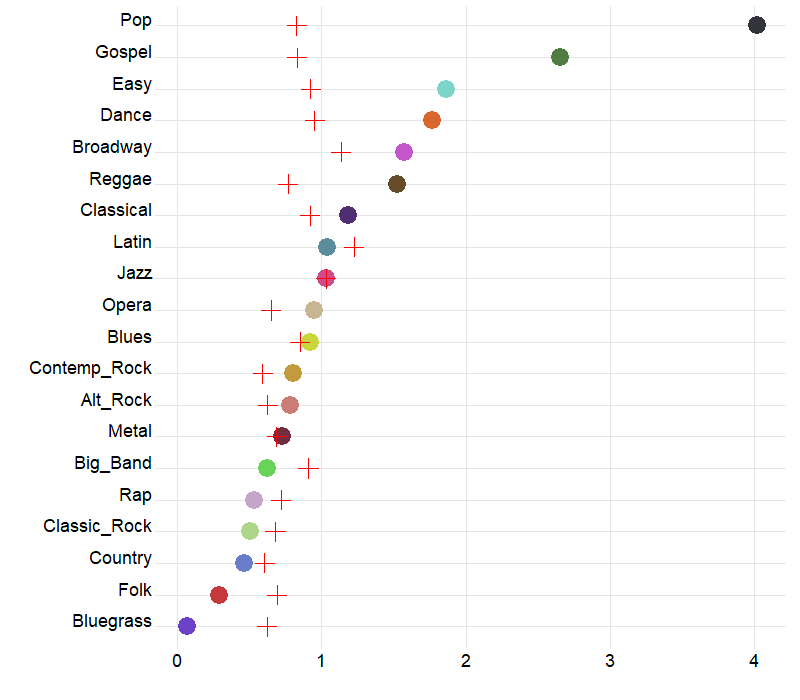 Pop
Gospel
Easy
Dance
Broadway
Reggae
Classical
Latin
Jazz
Opera
Blues
Contemp_Rock
Alt_Rock
Metal
Big_Band
Rap
Classic_Rock
Country
Folk
Bluegrass
0 1 2 3 4